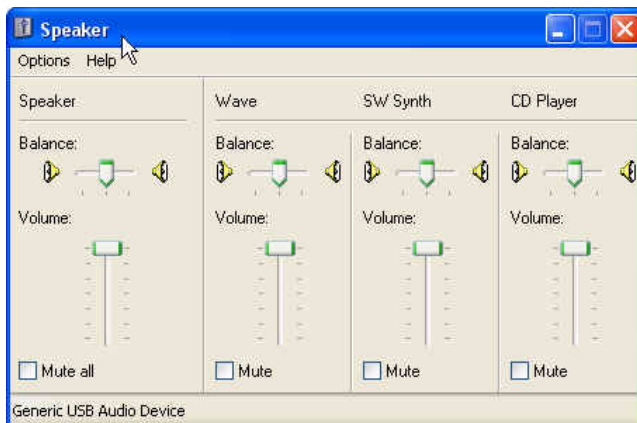 Speaker
Options Help
Speaker Wave SW Synth CD Player
Balance: Balance: Balance: Balance:
Volume: Volume: Volume: Volume:
Mute all Mute Mute Mute
Generic USB Audio Device